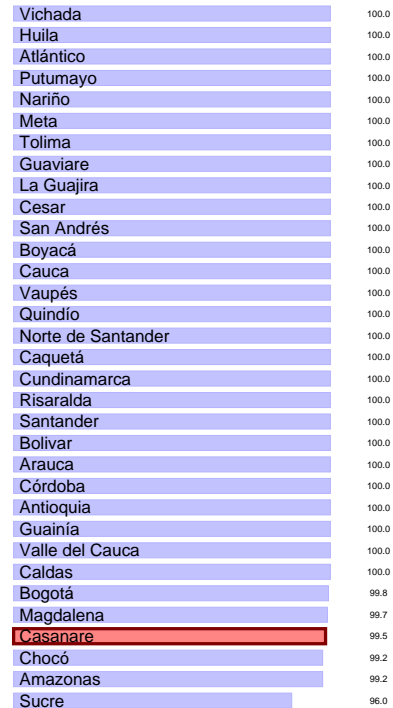 Vichada 100.0
Huila 100.0
Atlántico 100.0
Putumayo 100.0
Nariño 100.0
Meta 100.0
Tolima 100.0
Guaviare 100.0
La Guajira 100.0
Cesar 100.0
San Andrés 100.0
Boyacá 100.0
Cauca 100.0
Vaupés 100.0
Quindío 100.0
Norte de Santander 100.0
Caquetá 100.0
Cundinamarca 100.0
Risaralda 100.0
Santander 100.0
Bolivar 100.0
Arauca 100.0
Córdoba 100.0
Antioquia 100.0
Guainía 100.0
Valle del Cauca 100.0
Caldas 100.0
Bogotá 99.8
Magdalena 99.7
Casanare 99.5
Chocó 99.2
Amazonas 99.2
Sucre 96.0